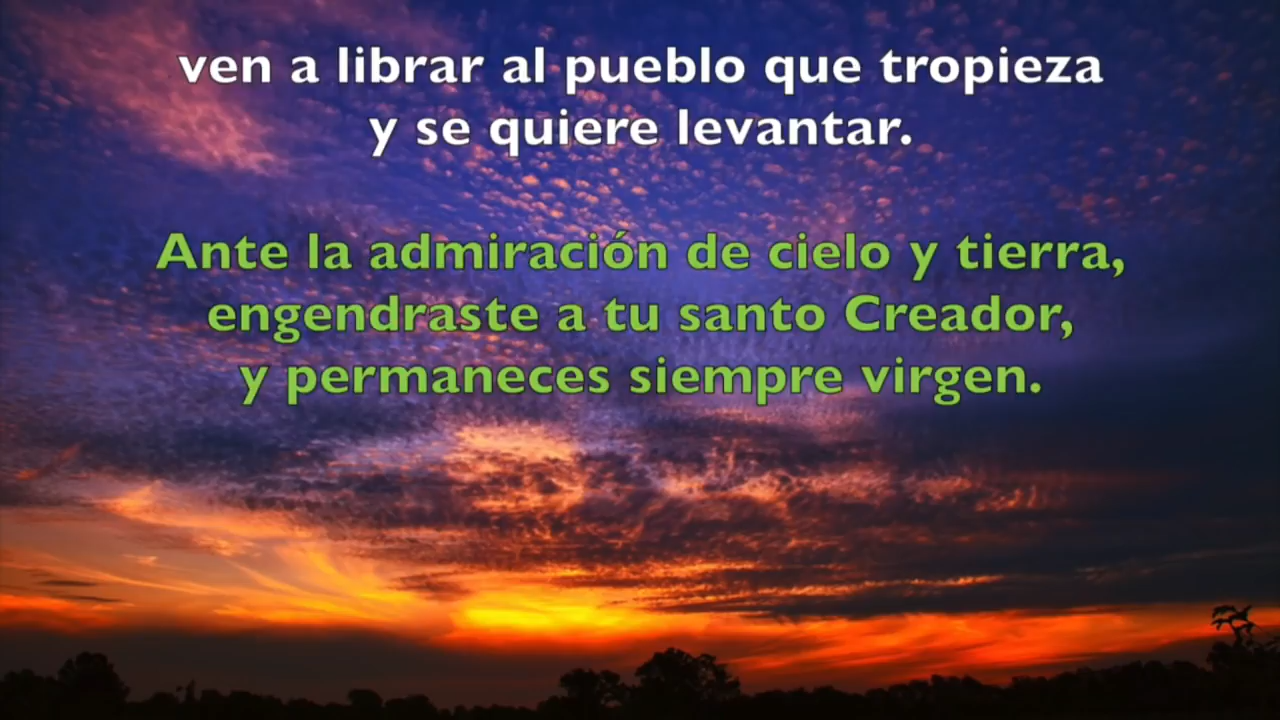 ven a librar al pueblo que tropieza
y se quiere levantar.
Ante la admiración de cielo y tierra,
engendraste a tu santo Creador,
y permaneces siempre virgen.